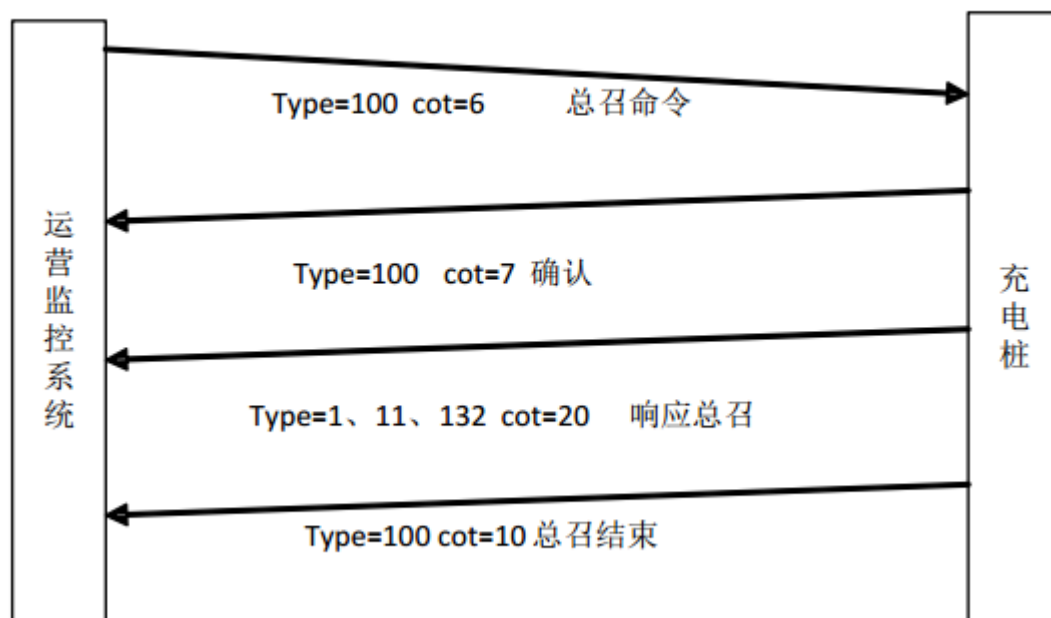 Type=100 cot=6 总召命令
运营监控系统
Type=100 cot=7 确认
充电桩
Type=1、11、132 cot=20 响应总召
Type=100 cot=10 总召结束